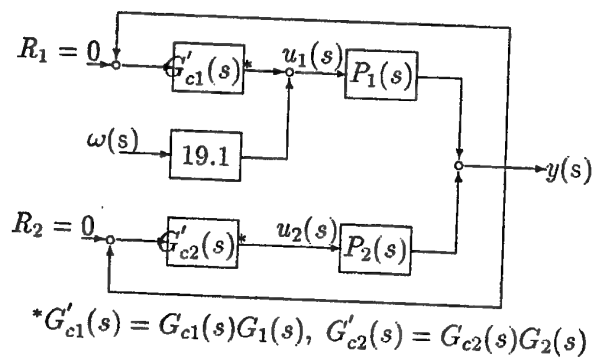 R₁ = 0
G'c1(s)*
u₁(s)
P₁(s)
ω(s)
19.1
y(s)
R₂ = 0
G'c2(s)*
u₂(s)
P₂(s)
*G'c1(s) = Gc1(s)G₁(s), G'c2(s) = Gc2(s)G₂(s)